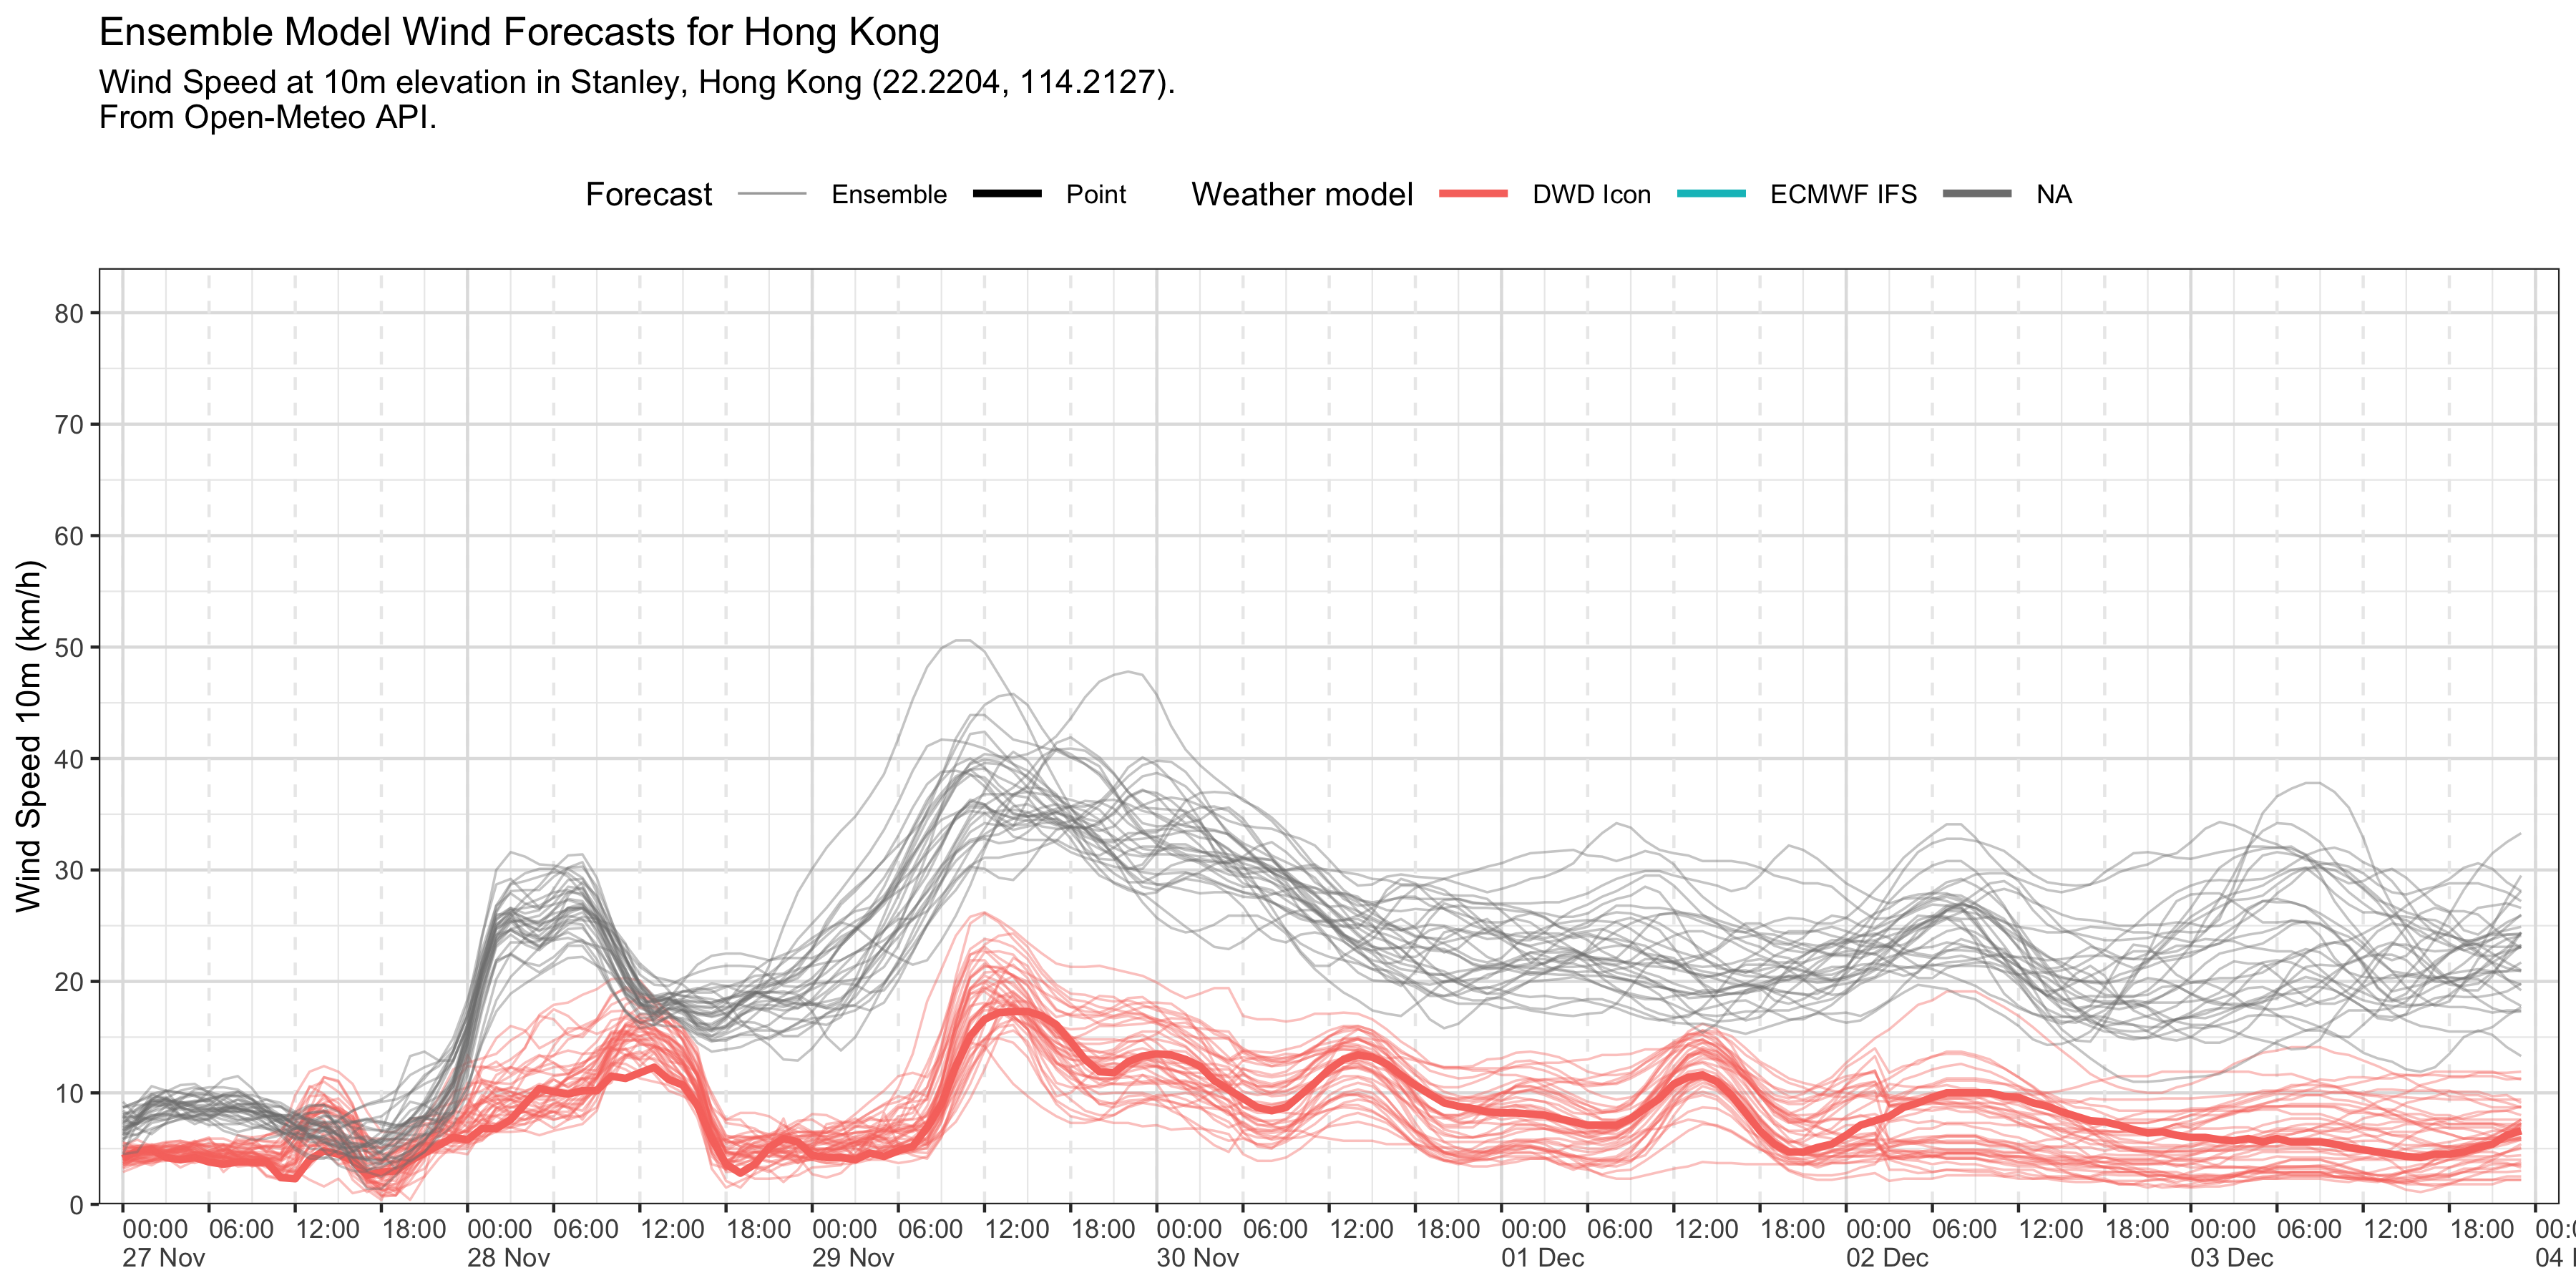 Ensemble Model Wind Forecasts for Hong Kong
Wind Speed at 10m elevation in Stanley, Hong Kong (22.2204, 114.2127).
From Open-Meteo API.
Forecast Ensemble Point Weather model DWD Icon ECMWF IFS NA
Wind Speed 10m (km/h)
80
70
60
50
40
30
20
10
0
00:00 06:00 12:00 18:00 00:00 06:00 12:00 18:00 00:00 06:00 12:00 18:00 00:00 06:00 12:00 18:00 00:00 06:00 12:00 18:00 00:00 06:00 12:00 18:00 00:00 06:00 12:00 18:00 00:0
27 Nov 28 Nov 29 Nov 30 Nov 01 Dec 02 Dec 03 Dec 04